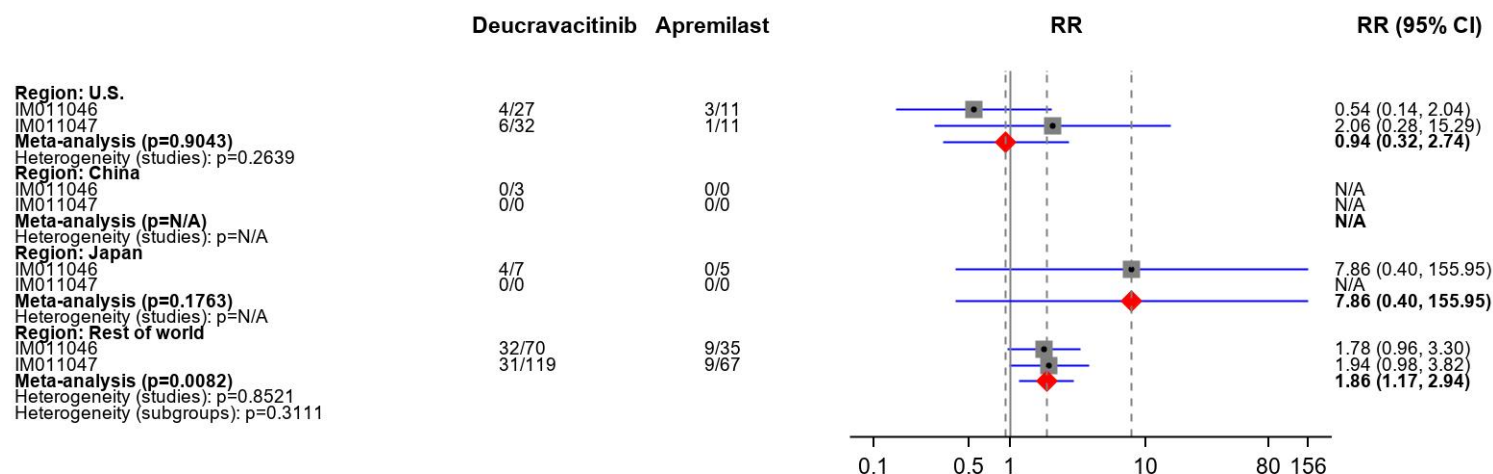 Deucravacitinib Apremilast RR RR (95% CI)
Region: U.S.
IM011046 4/27 3/11 0.54 (0.14, 2.04)
IM011047 6/32 1/11 2.06 (0.28, 15.29)
Meta-analysis (p=0.9043) 0.94 (0.32, 2.74)
Heterogeneity (studies): p=0.2639
Region: China
IM011046 0/3 0/0 N/A
IM011047 0/0 0/0 N/A
Meta-analysis (p=N/A) N/A
Heterogeneity (studies): p=N/A
Region: Japan
IM011046 4/7 0/5 7.86 (0.40, 155.95)
IM011047 0/0 0/0 N/A
Meta-analysis (p=0.1763) 7.86 (0.40, 155.95)
Heterogeneity (studies): p=N/A
Region: Rest of world
IM011046 32/70 9/35 1.78 (0.96, 3.30)
IM011047 31/119 9/67 1.94 (0.98, 3.82)
Meta-analysis (p=0.0082) 1.86 (1.17, 2.94)
Heterogeneity (studies): p=0.8521
Heterogeneity (subgroups): p=0.3111
0.1 0.5 1 10 80 156